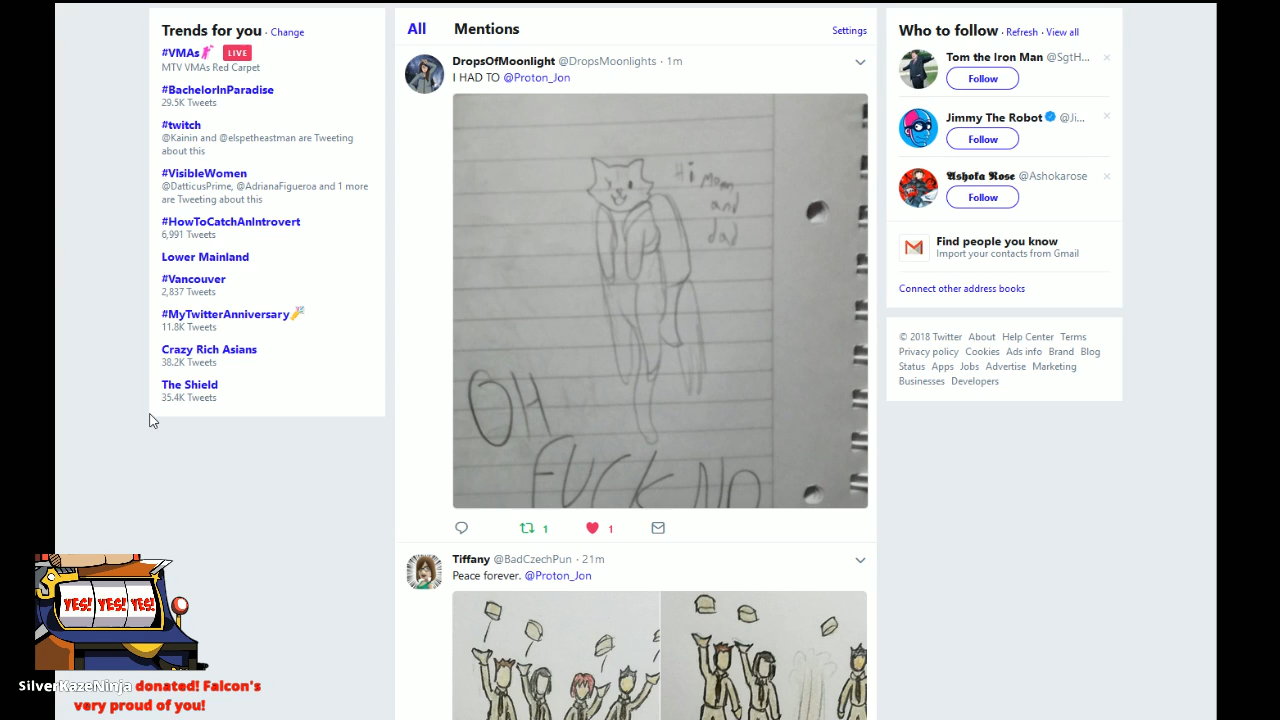 Trends for you · Change
#VMAs LIVE
MTV VMAs Red Carpet
#BachelorInParadise
29.5K Tweets
#twitch
@Kainin and @elspetheastman are Tweeting
about this
#VisibleWomen
@DatticusPrime, @AdrianaFigueroa and 1 more
are Tweeting about this
#HowToCatchAnIntrovert
6,991 Tweets
Lower Mainland
#Vancouver
2,837 Tweets
#MyTwitterAnniversary
11.8K Tweets
Crazy Rich Asians
38.2K Tweets
The Shield
35.4K Tweets
YES! YES! YES!
SilverKazeNinja donated! Falcon's
very proud of you!
All Mentions Settings
DropsOfMoonlight @DropsMoonlights · 1m
I HAD TO @Proton_Jon
Hi Mom
and
dad
OH
FUCK NO
1 1
Tiffany @BadCzechPun · 21m
Peace forever. @Proton_Jon
Who to follow · Refresh · View all
Tom the Iron Man @SgtH...
Follow
Jimmy The Robot @Ji...
Follow
Ashoka Rose @Ashokarose
Follow
Find people you know
Import your contacts from Gmail
Connect other address books
© 2018 Twitter About Help Center Terms
Privacy policy Cookies Ads info Brand Blog
Status Apps Jobs Advertise Marketing
Businesses Developers